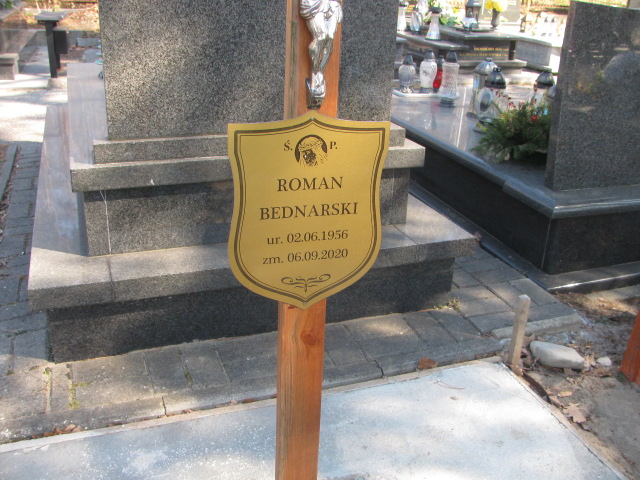 Ś. P.
ROMAN
BEDNARSKI
ur. 02.06.1956
zm. 06.09.2020